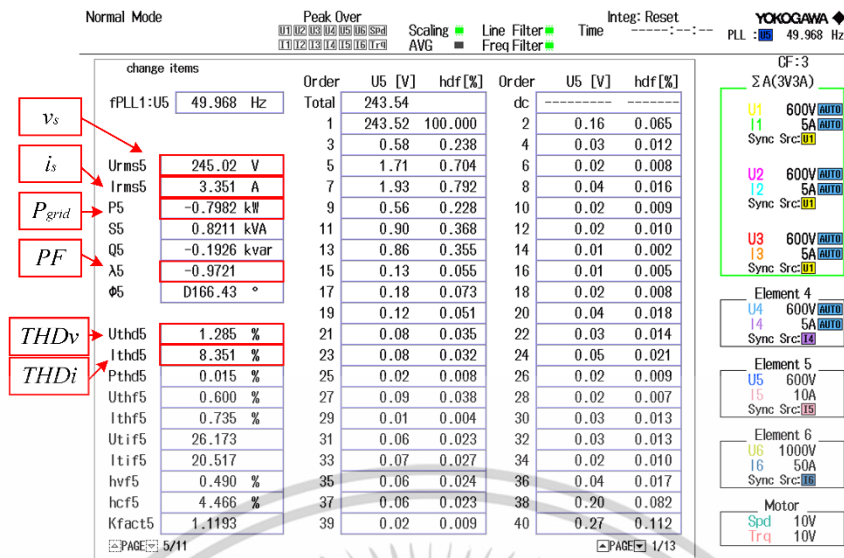 Normal Mode
Peak Over
U1 U2 U3 U4 U5 U6 Spd
I1 I2 I3 I4 I5 I6 Trq
Scaling
AVG
Line Filter
Freq Filter
Integ: Reset
Time -----:--:--
YOKOGAWA
PLL :U5 49.968 Hz
change items
fPLL1:U5 49.968 Hz
vs
is
Pgrid
PF
THDv
THDi
Urms5 245.02 V
Irms5 3.351 A
P5 -0.7982 kW
S5 0.8211 kVA
Q5 -0.1926 kvar
λ5 -0.9721
Φ5 D166.43 °
Uthd5 1.285 %
Ithd5 8.351 %
Pthd5 0.015 %
Uthf5 0.600 %
Ithf5 0.735 %
Utif5 26.173
Itif5 20.517
hvf5 0.490 %
hcf5 4.466 %
Kfact5 1.1193
PAGE 5/11
Order U5 [V] hdf[%] Order U5 [V] hdf[%]
Total 243.54 dc --------- -------
1 243.52 100.000 2 0.16 0.065
3 0.58 0.238 4 0.03 0.012
5 1.71 0.704 6 0.02 0.008
7 1.93 0.792 8 0.04 0.016
9 0.56 0.228 10 0.02 0.009
11 0.90 0.368 12 0.02 0.010
13 0.86 0.355 14 0.01 0.002
15 0.13 0.055 16 0.01 0.005
17 0.18 0.073 18 0.02 0.008
19 0.12 0.051 20 0.04 0.018
21 0.08 0.035 22 0.03 0.014
23 0.08 0.032 24 0.05 0.021
25 0.02 0.008 26 0.02 0.009
27 0.09 0.038 28 0.02 0.007
29 0.01 0.004 30 0.03 0.013
31 0.06 0.023 32 0.03 0.013
33 0.07 0.027 34 0.02 0.010
35 0.06 0.024 36 0.04 0.017
37 0.06 0.023 38 0.20 0.082
39 0.02 0.009 40 0.27 0.112
PAGE 1/13
CF:3
ΣA(3V3A)
U1 600V AUTO
I1 5A AUTO
Sync Src:U1
U2 600V AUTO
I2 5A AUTO
Sync Src:U1
U3 600V AUTO
I3 5A AUTO
Sync Src:U1
Element 4
U4 600V AUTO
I4 5A AUTO
Sync Src:I4
Element 5
U5 600V
I5 10A
Sync Src:I5
Element 6
U6 1000V
I6 50A
Sync Src:I6
Motor
Spd 10V
Trq 10V